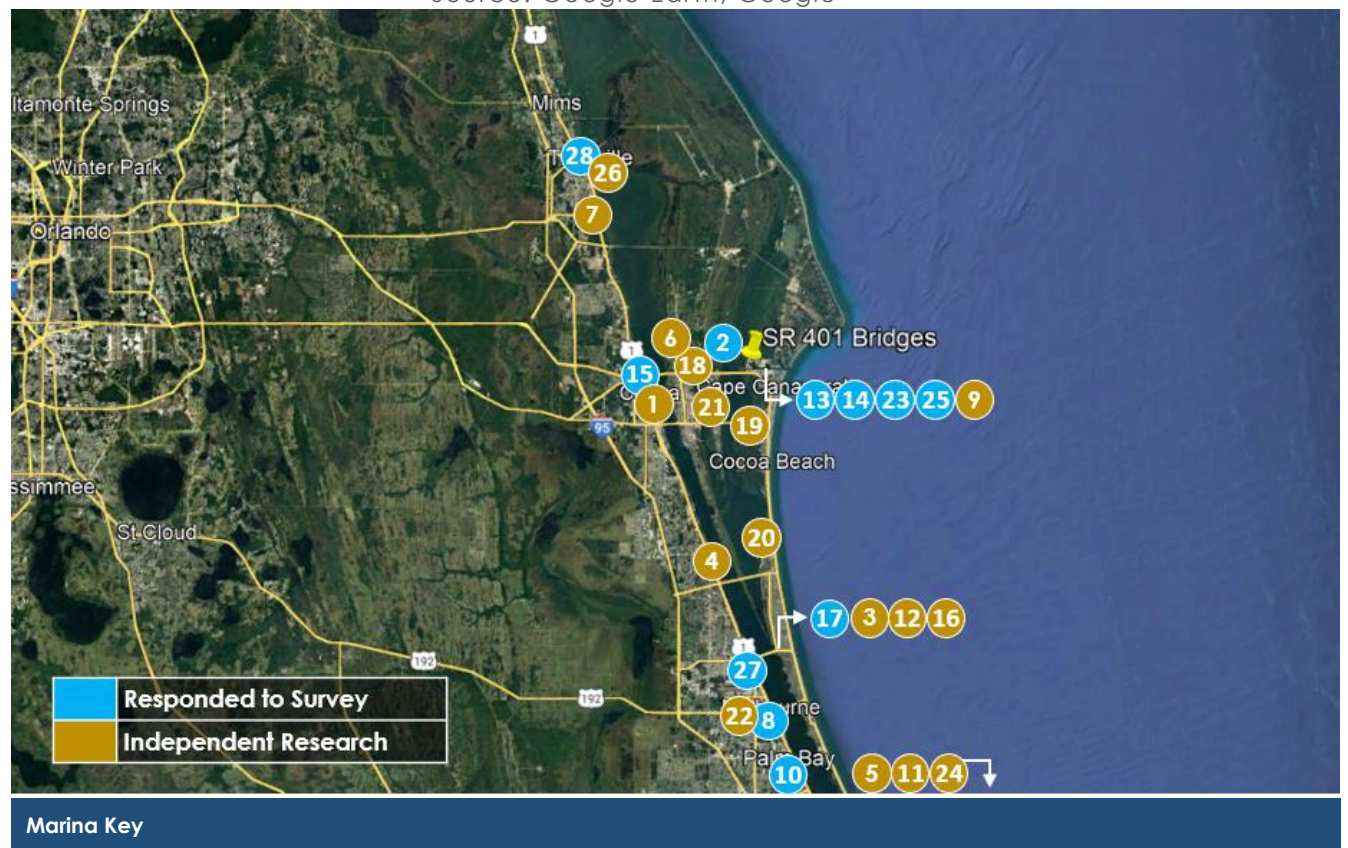 1
Mims
ltamonte Springs
28
26
Winter Park
7
Orlando
6
2
SR 401 Bridges
1
18
15
1
21
13 14 23 25 9
19
95
Cocoa Beach
ssimmee
St Cloud
20
4
17 3 12 16
1
192
27
192
Responded to Survey
22
8
Independent Research
Palm Bay
10
5 11 24
Marina Key